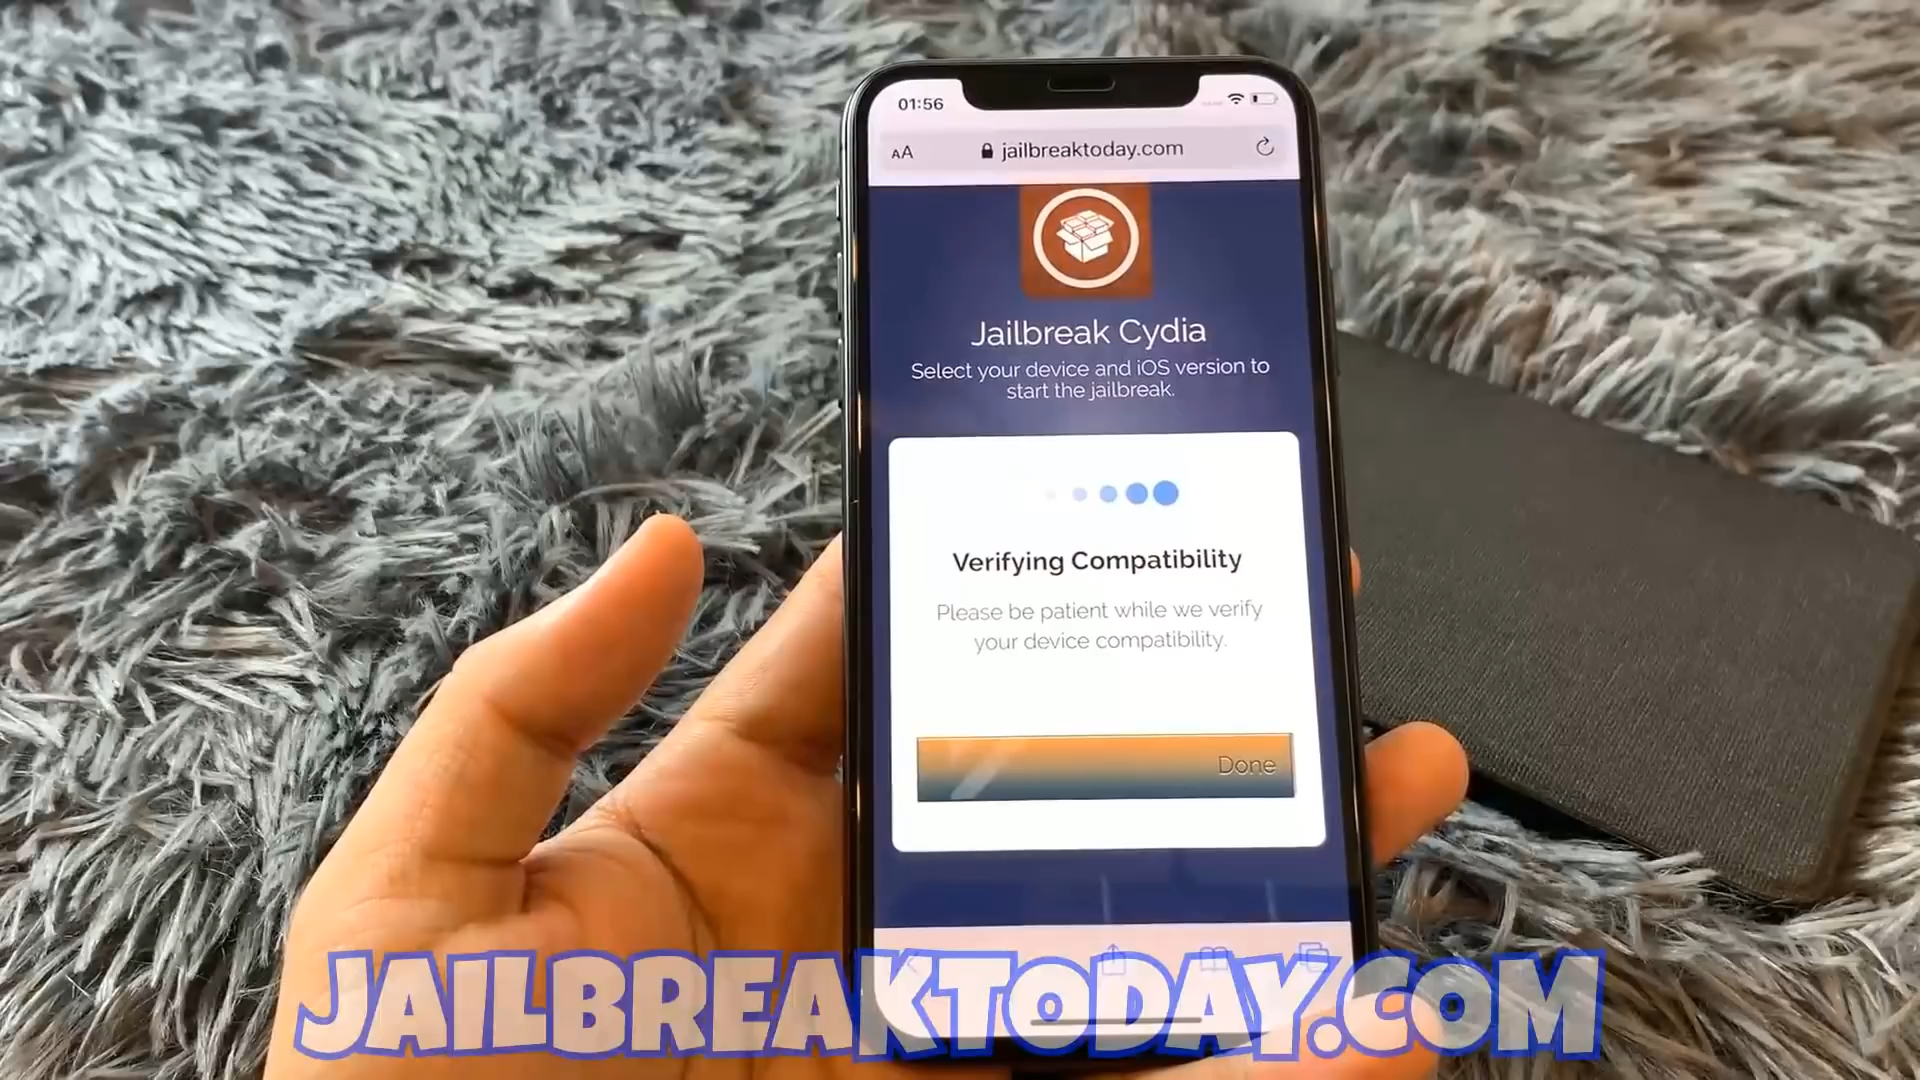 01:56
AA jailbreaktoday.com
Jailbreak Cydia
Select your device and iOS version to
start the jailbreak.
Verifying Compatibility
Please be patient while we verify
your device compatibility.
Done
JAILBREAKTODAY.COM